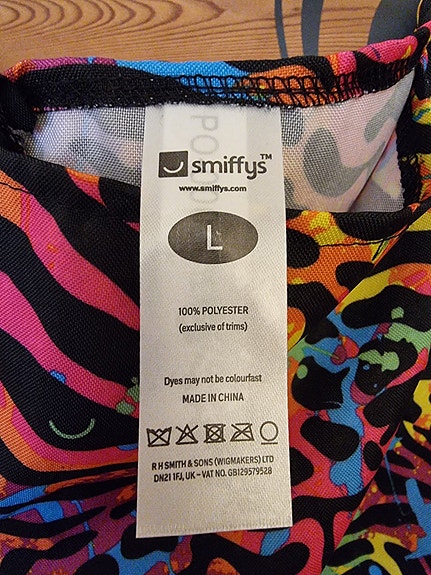 smiffys™
www.smiffys.com
L
100% POLYESTER
(exclusive of trims)
Dyes may not be colourfast
MADE IN CHINA
R H SMITH & SONS (WIGMAKERS) LTD
DN21 1FJ, UK – VAT NO. GB129579528